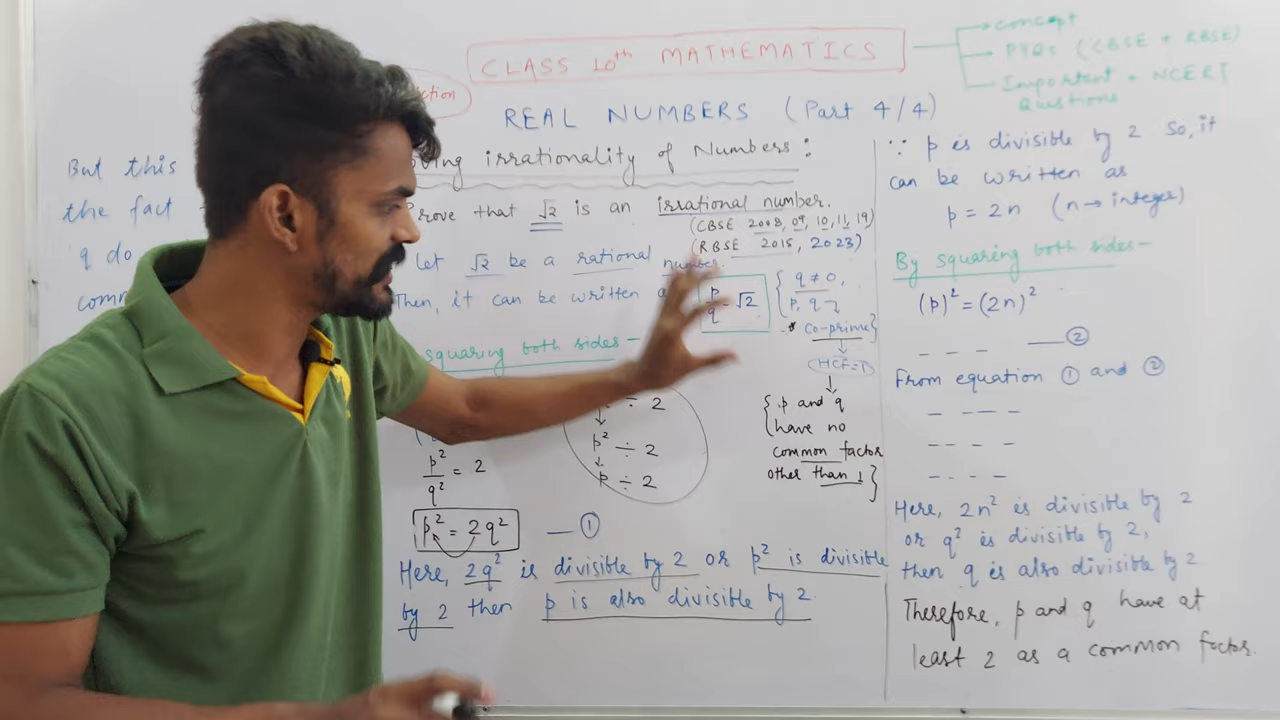 CLASS 10th MATHEMATICS
concept
PYQs (CBSE + RBSE)
Important + NCERT
Questions
REAL NUMBERS (Part 4/4)
irrationality of Numbers:
that √2 is an irrational number.
(CBSE 2008, 09, 10, 11, 19)
(RBSE 2015, 2023)
let √2 be a rational number.
Then, it can be written
p/q = √2
{ q ≠ 0,
p, q →
* Co-prime}
HCF=1
{ p and q
have no
common factor
other than 1 }
squaring both sides-
÷ 2
p² ÷ 2
p ÷ 2
p²/q² = 2
p² = 2q² — ①
Here, 2q² is divisible by 2 or p² is divisible
by 2 then p is also divisible by 2.
But this
the fact
q do
∵ p is divisible by 2 so, it
can be written as
p = 2n (n → integer)
By squaring both sides-
(p)² = (2n)²
_ _ _ — ②
From equation ① and ②
_ _ _ _
_ _ _ _
_ _ _ _
Here, 2n² is divisible by 2
or q² is divisible by 2,
then q is also divisible by 2
Therefore, p and q have at
least 2 as a common factor.